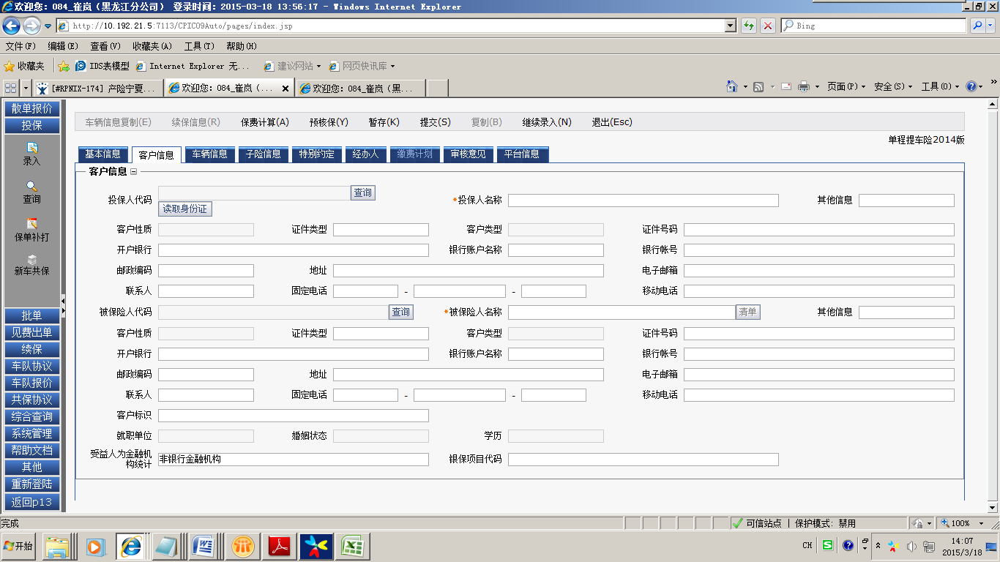 欢迎您：084_崔岚（黑龙江分公司） 登录时间：2015-03-18 13:56:17 - Windows Internet Explorer
http://10.192.21.5:7113/CPIC09Auto/pages/index.jsp Bing
文件(F) 编辑(E) 查看(V) 收藏夹(A) 工具(T) 帮助(H)
收藏夹 IDS表模型 Internet Explorer 无... 建议网站 网页快讯库
[#RPNIX-174] 产险宁夏... 欢迎您：084_崔岚（... 欢迎您：084_崔岚（黑... 页面(P) 安全(S) 工具(O)
散单报价
投保
录入
查询
保单补打
新车共保
批单
见费出单
续保
车队协议
车队报价
共保协议
综合查询
系统管理
帮助文档
其他
重新登陆
返回p13
车辆信息复制(E) 续保信息(R) 保费计算(A) 预核保(Y) 暂存(K) 提交(S) 复制(B) 继续录入(N) 退出(Esc)
单程提车险2014版
基本信息 客户信息 车辆信息 子险信息 特别约定 经办人 缴费计划 审核意见 平台信息
客户信息
投保人代码 查询 读取身份证 *投保人名称 其他信息
客户性质 证件类型 客户类型 证件号码
开户银行 银行账户名称 银行帐号
邮政编码 地址 电子邮箱
联系人 固定电话 - - 移动电话
被保险人代码 查询 *被保险人名称 清单 其他信息
客户性质 证件类型 客户类型 证件号码
开户银行 银行账户名称 银行帐号
邮政编码 地址 电子邮箱
联系人 固定电话 - - 移动电话
客户标识
就职单位 婚姻状态 学历
受益人为金融机
构统计 非银行金融机构 银保项目代码
完成 可信站点 | 保护模式: 禁用 100%
开始 CH 14:07
2015/3/18